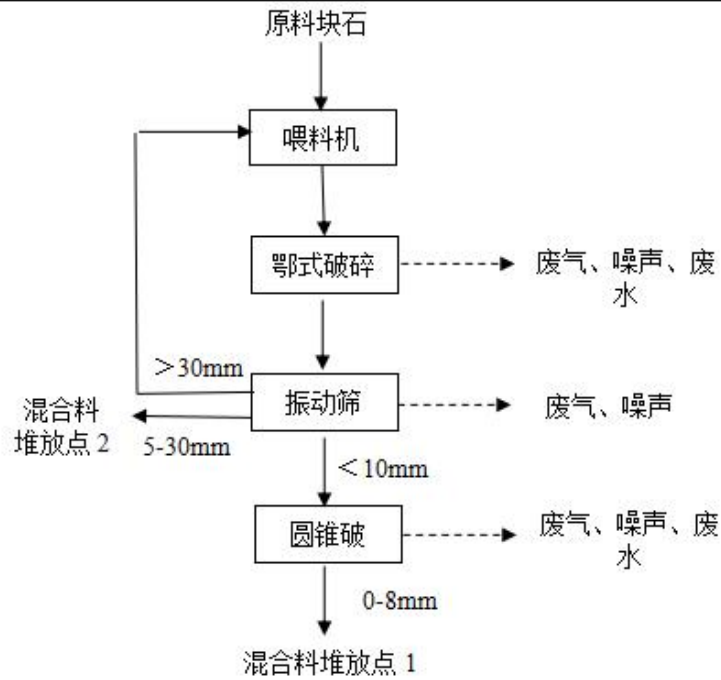 原料块石
喂料机
鄂式破碎
废气、噪声、废
水
>30mm
振动筛
废气、噪声
混合料
堆放点 2
5-30mm
<10mm
圆锥破
废气、噪声、废
水
0-8mm
混合料堆放点 1